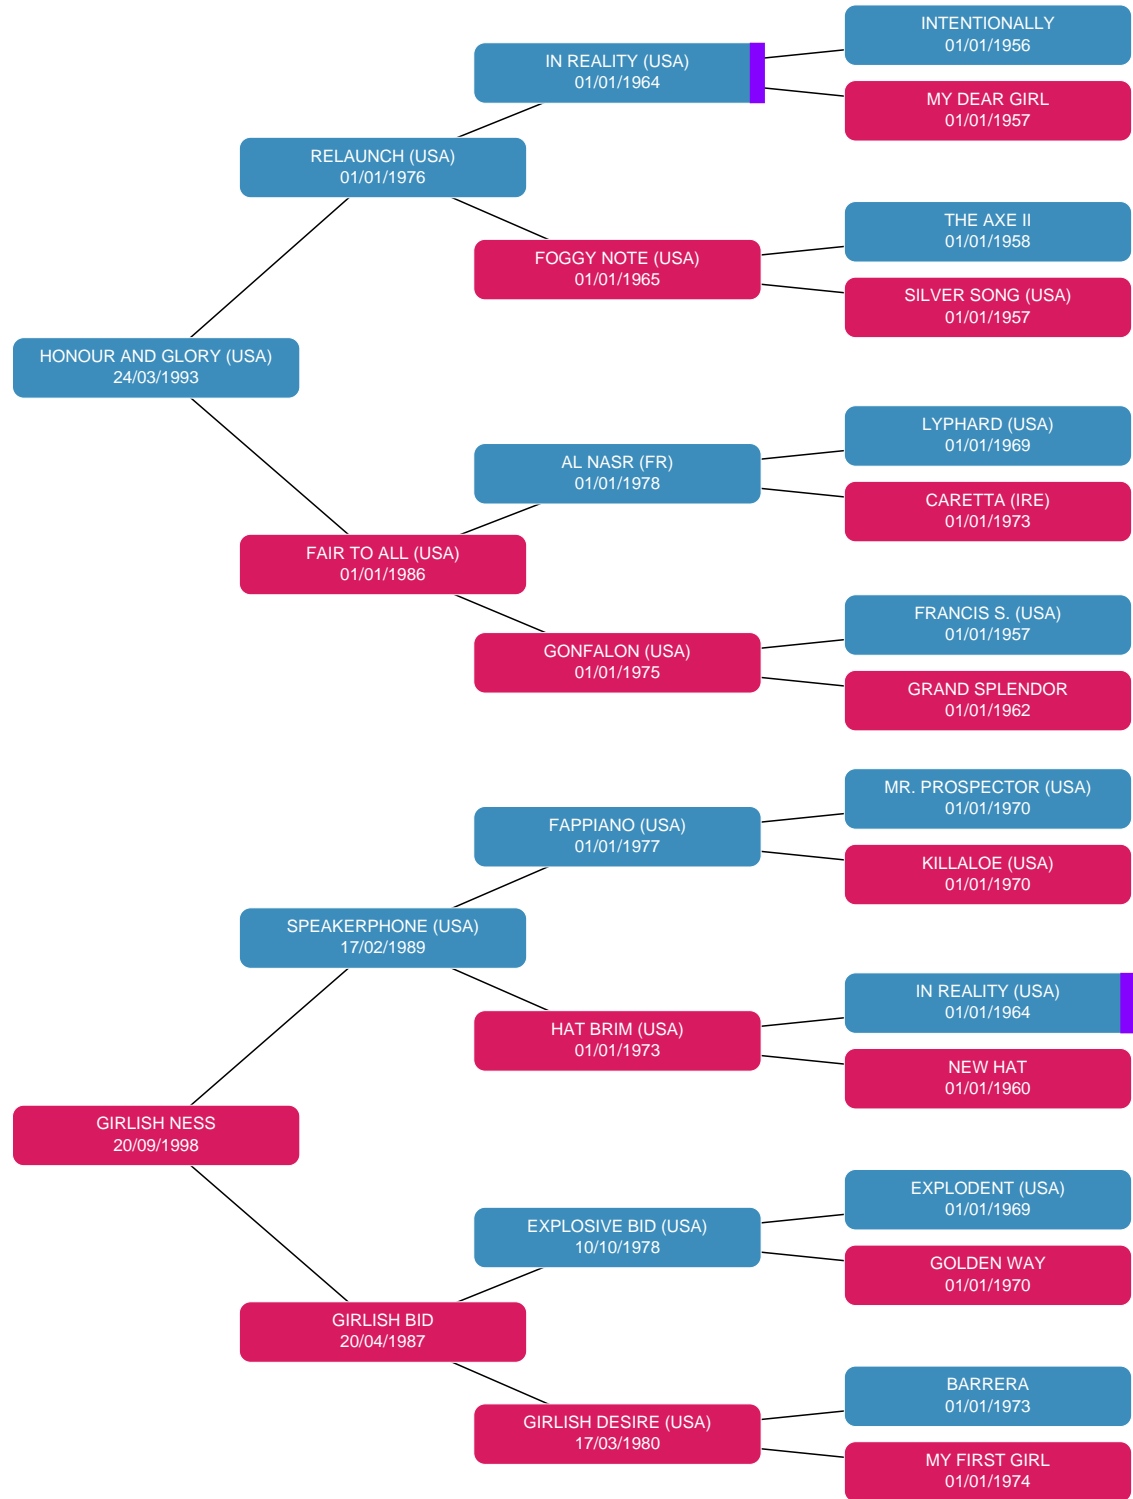 INTENTIONALLY
01/01/1956
IN REALITY (USA)
01/01/1964
MY DEAR GIRL
01/01/1957
RELAUNCH (USA)
01/01/1976
THE AXE II
01/01/1958
FOGGY NOTE (USA)
01/01/1965
SILVER SONG (USA)
01/01/1957
HONOUR AND GLORY (USA)
24/03/1993
LYPHARD (USA)
01/01/1969
AL NASR (FR)
01/01/1978
CARETTA (IRE)
01/01/1973
FAIR TO ALL (USA)
01/01/1986
FRANCIS S. (USA)
01/01/1957
GONFALON (USA)
01/01/1975
GRAND SPLENDOR
01/01/1962
MR. PROSPECTOR (USA)
01/01/1970
FAPPIANO (USA)
01/01/1977
KILLALOE (USA)
01/01/1970
SPEAKERPHONE (USA)
17/02/1989
IN REALITY (USA)
01/01/1964
HAT BRIM (USA)
01/01/1973
NEW HAT
01/01/1960
GIRLISH NESS
20/09/1998
EXPLODENT (USA)
01/01/1969
EXPLOSIVE BID (USA)
10/10/1978
GOLDEN WAY
01/01/1970
GIRLISH BID
20/04/1987
BARRERA
01/01/1973
GIRLISH DESIRE (USA)
17/03/1980
MY FIRST GIRL
01/01/1974